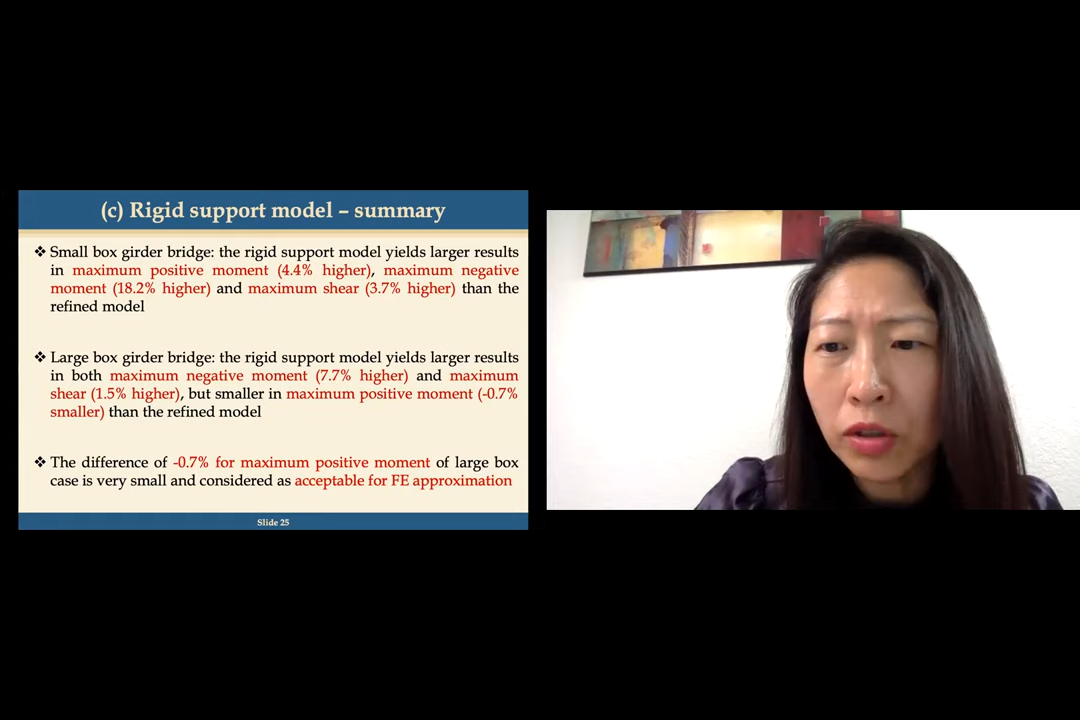 (c) Rigid support model – summary
❖ Small box girder bridge: the rigid support model yields larger results
in maximum positive moment (4.4% higher), maximum negative
moment (18.2% higher) and maximum shear (3.7% higher) than the
refined model
❖ Large box girder bridge: the rigid support model yields larger results
in both maximum negative moment (7.7% higher) and maximum
shear (1.5% higher), but smaller in maximum positive moment (-0.7%
smaller) than the refined model
❖ The difference of -0.7% for maximum positive moment of large box
case is very small and considered as acceptable for FE approximation
Slide 25